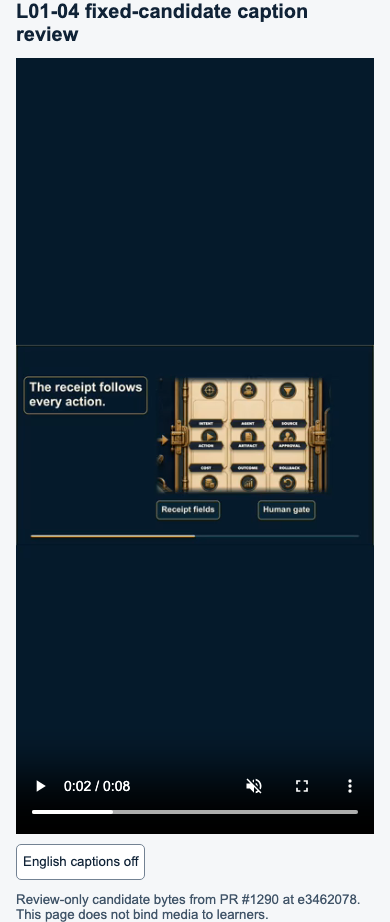 L01-04 fixed-candidate caption
review
The receipt follows
every action.
INTENT
AGENT
SOURCE
ACTION
ARTIFACT
APPROVAL
COST
OUTCOME
ROLLBACK
Receipt fields
Human gate
0:02 / 0:08
English captions off
Review-only candidate bytes from PR #1290 at e3462078.
This page does not bind media to learners.